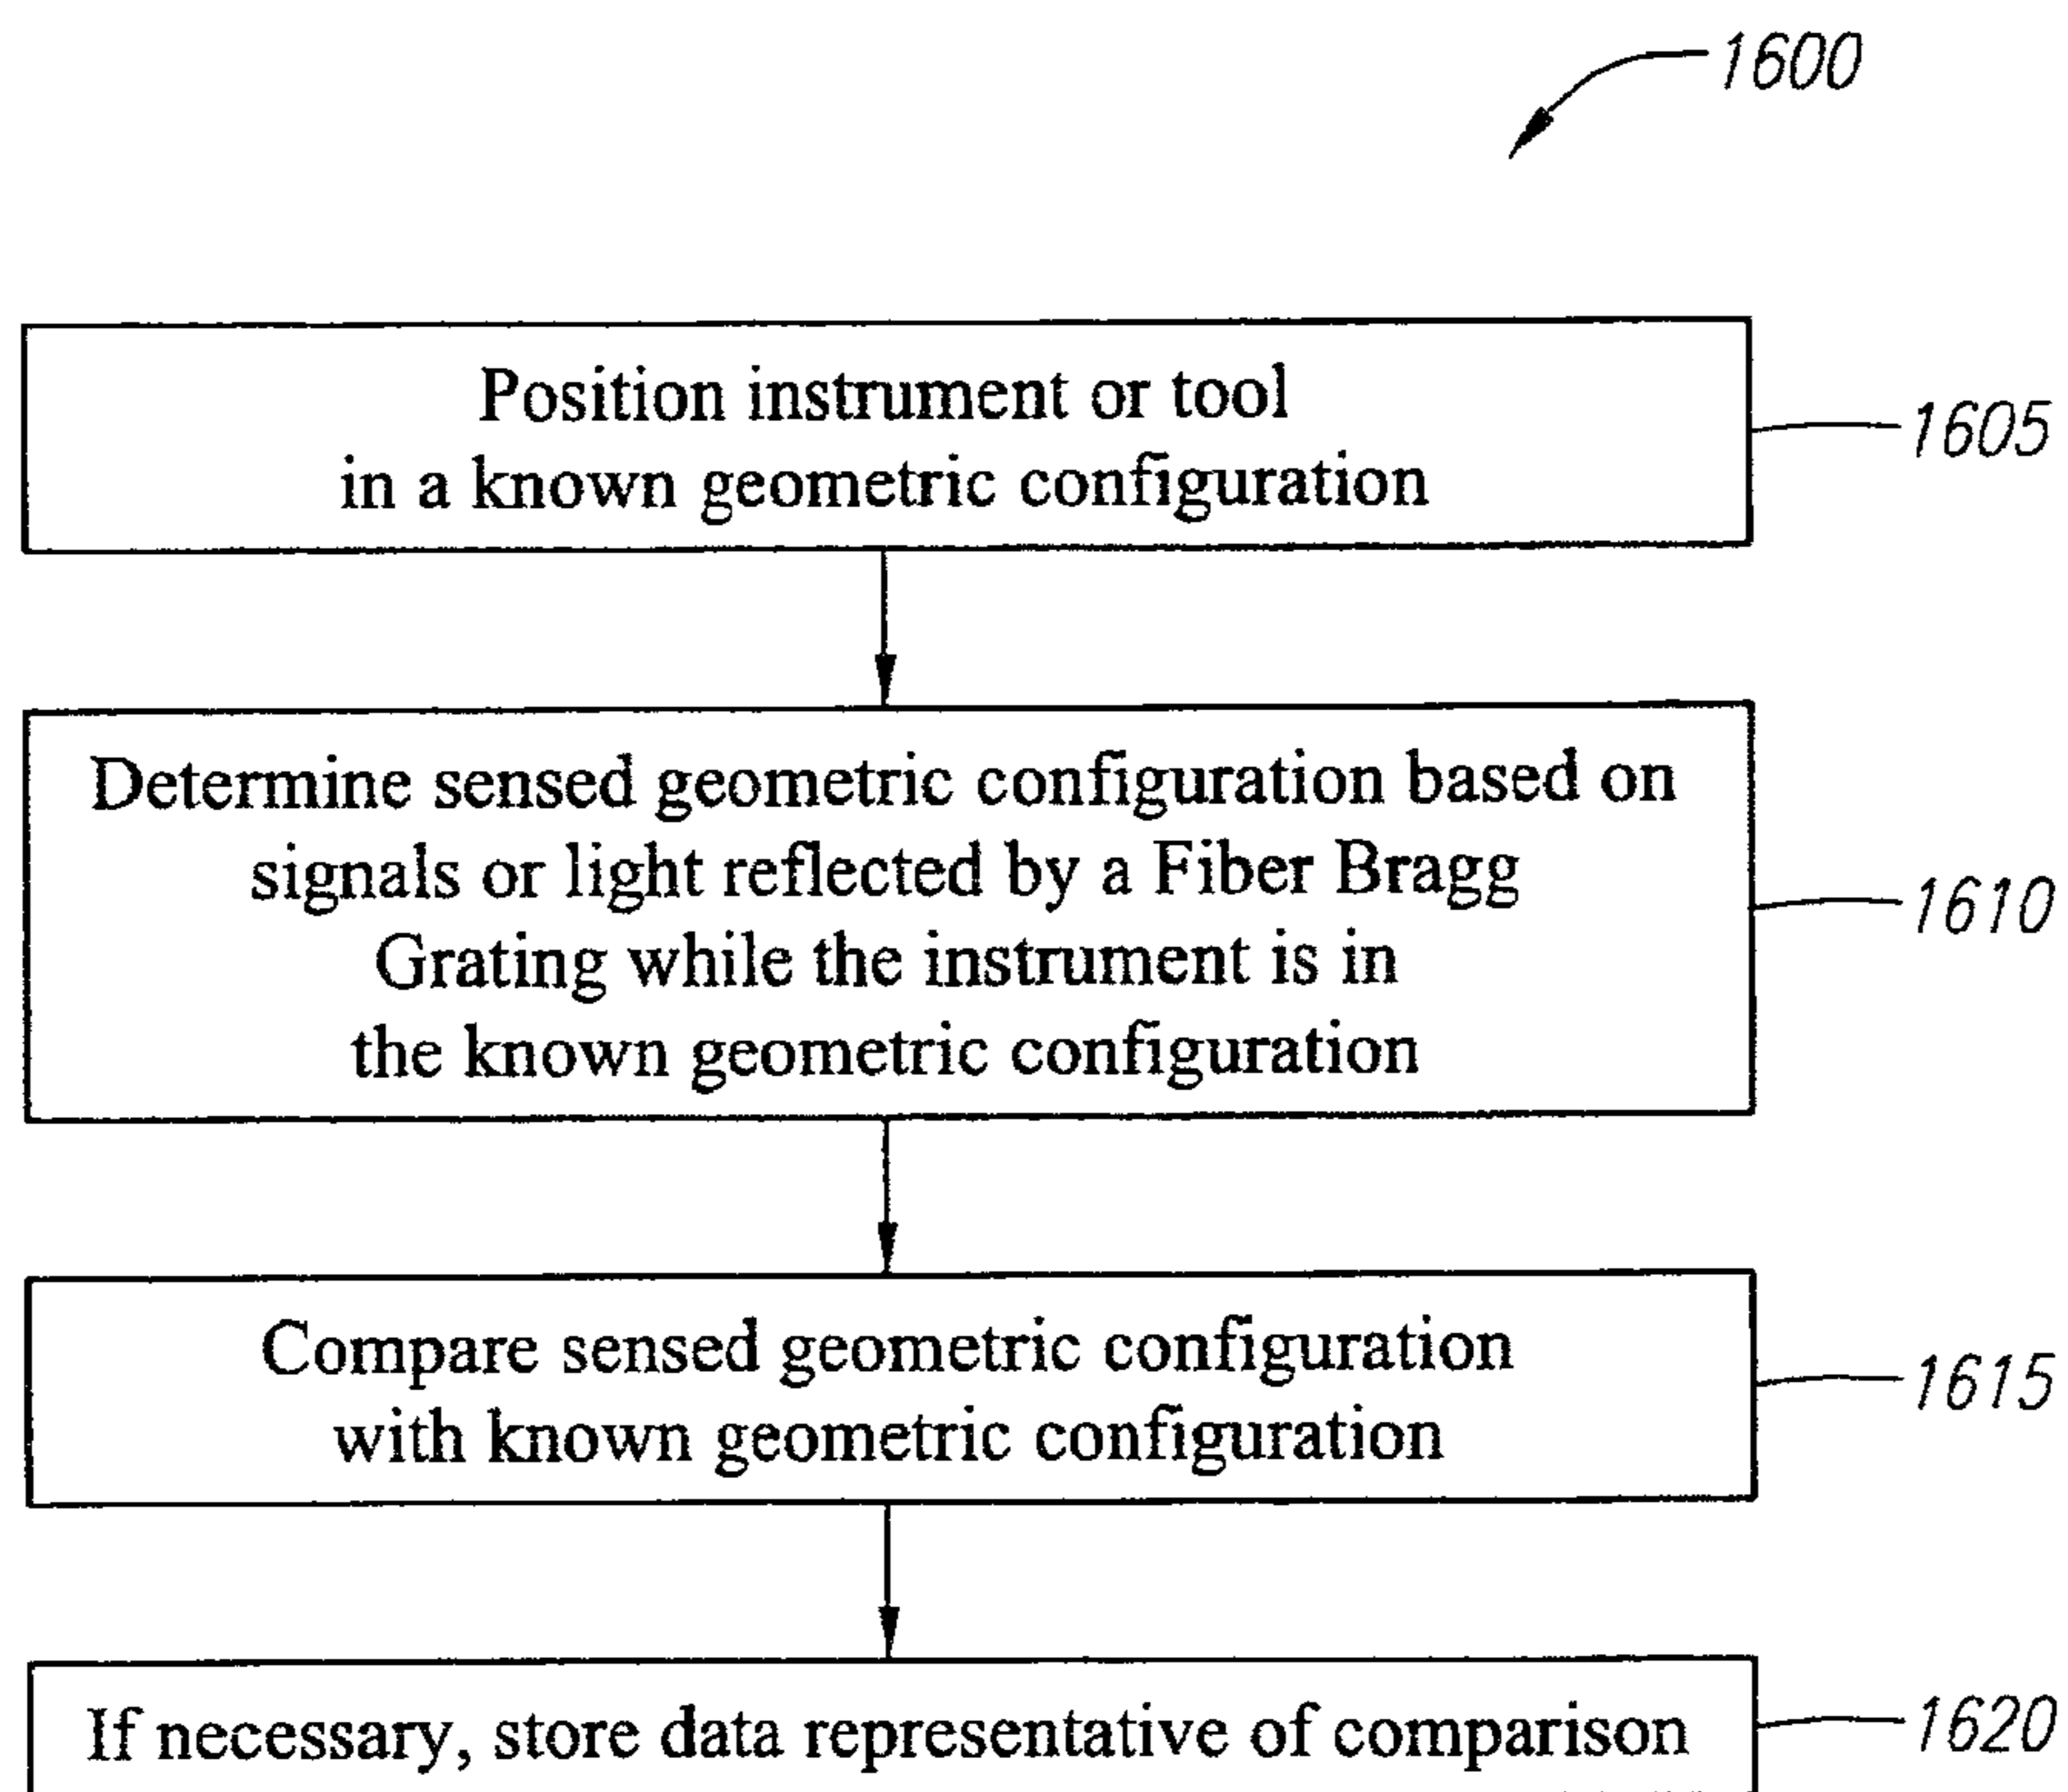 1600
Position instrument or tool
in a known geometric configuration
1605
Determine sensed geometric configuration based on
signals or light reflected by a Fiber Bragg
Grating while the instrument is in
the known geometric configuration
1610
Compare sensed geometric configuration
with known geometric configuration
1615
If necessary, store data representative of comparison
1620